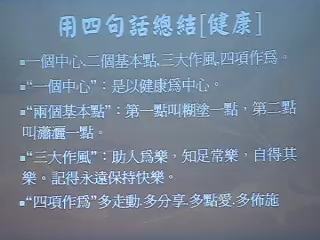 用四句話總結[健康]
一個中心.二個基本點.三大作風.四項作為。
“一個中心”:是以健康為中心。
“兩個基本點”:第一點叫糊塗一點,第二點
叫瀟灑一點。
“三大作風”:助人為樂,知足常樂,自得其
樂。記得永遠保持快樂。
“四項作為”多走動.多分享.多點愛.多佈施